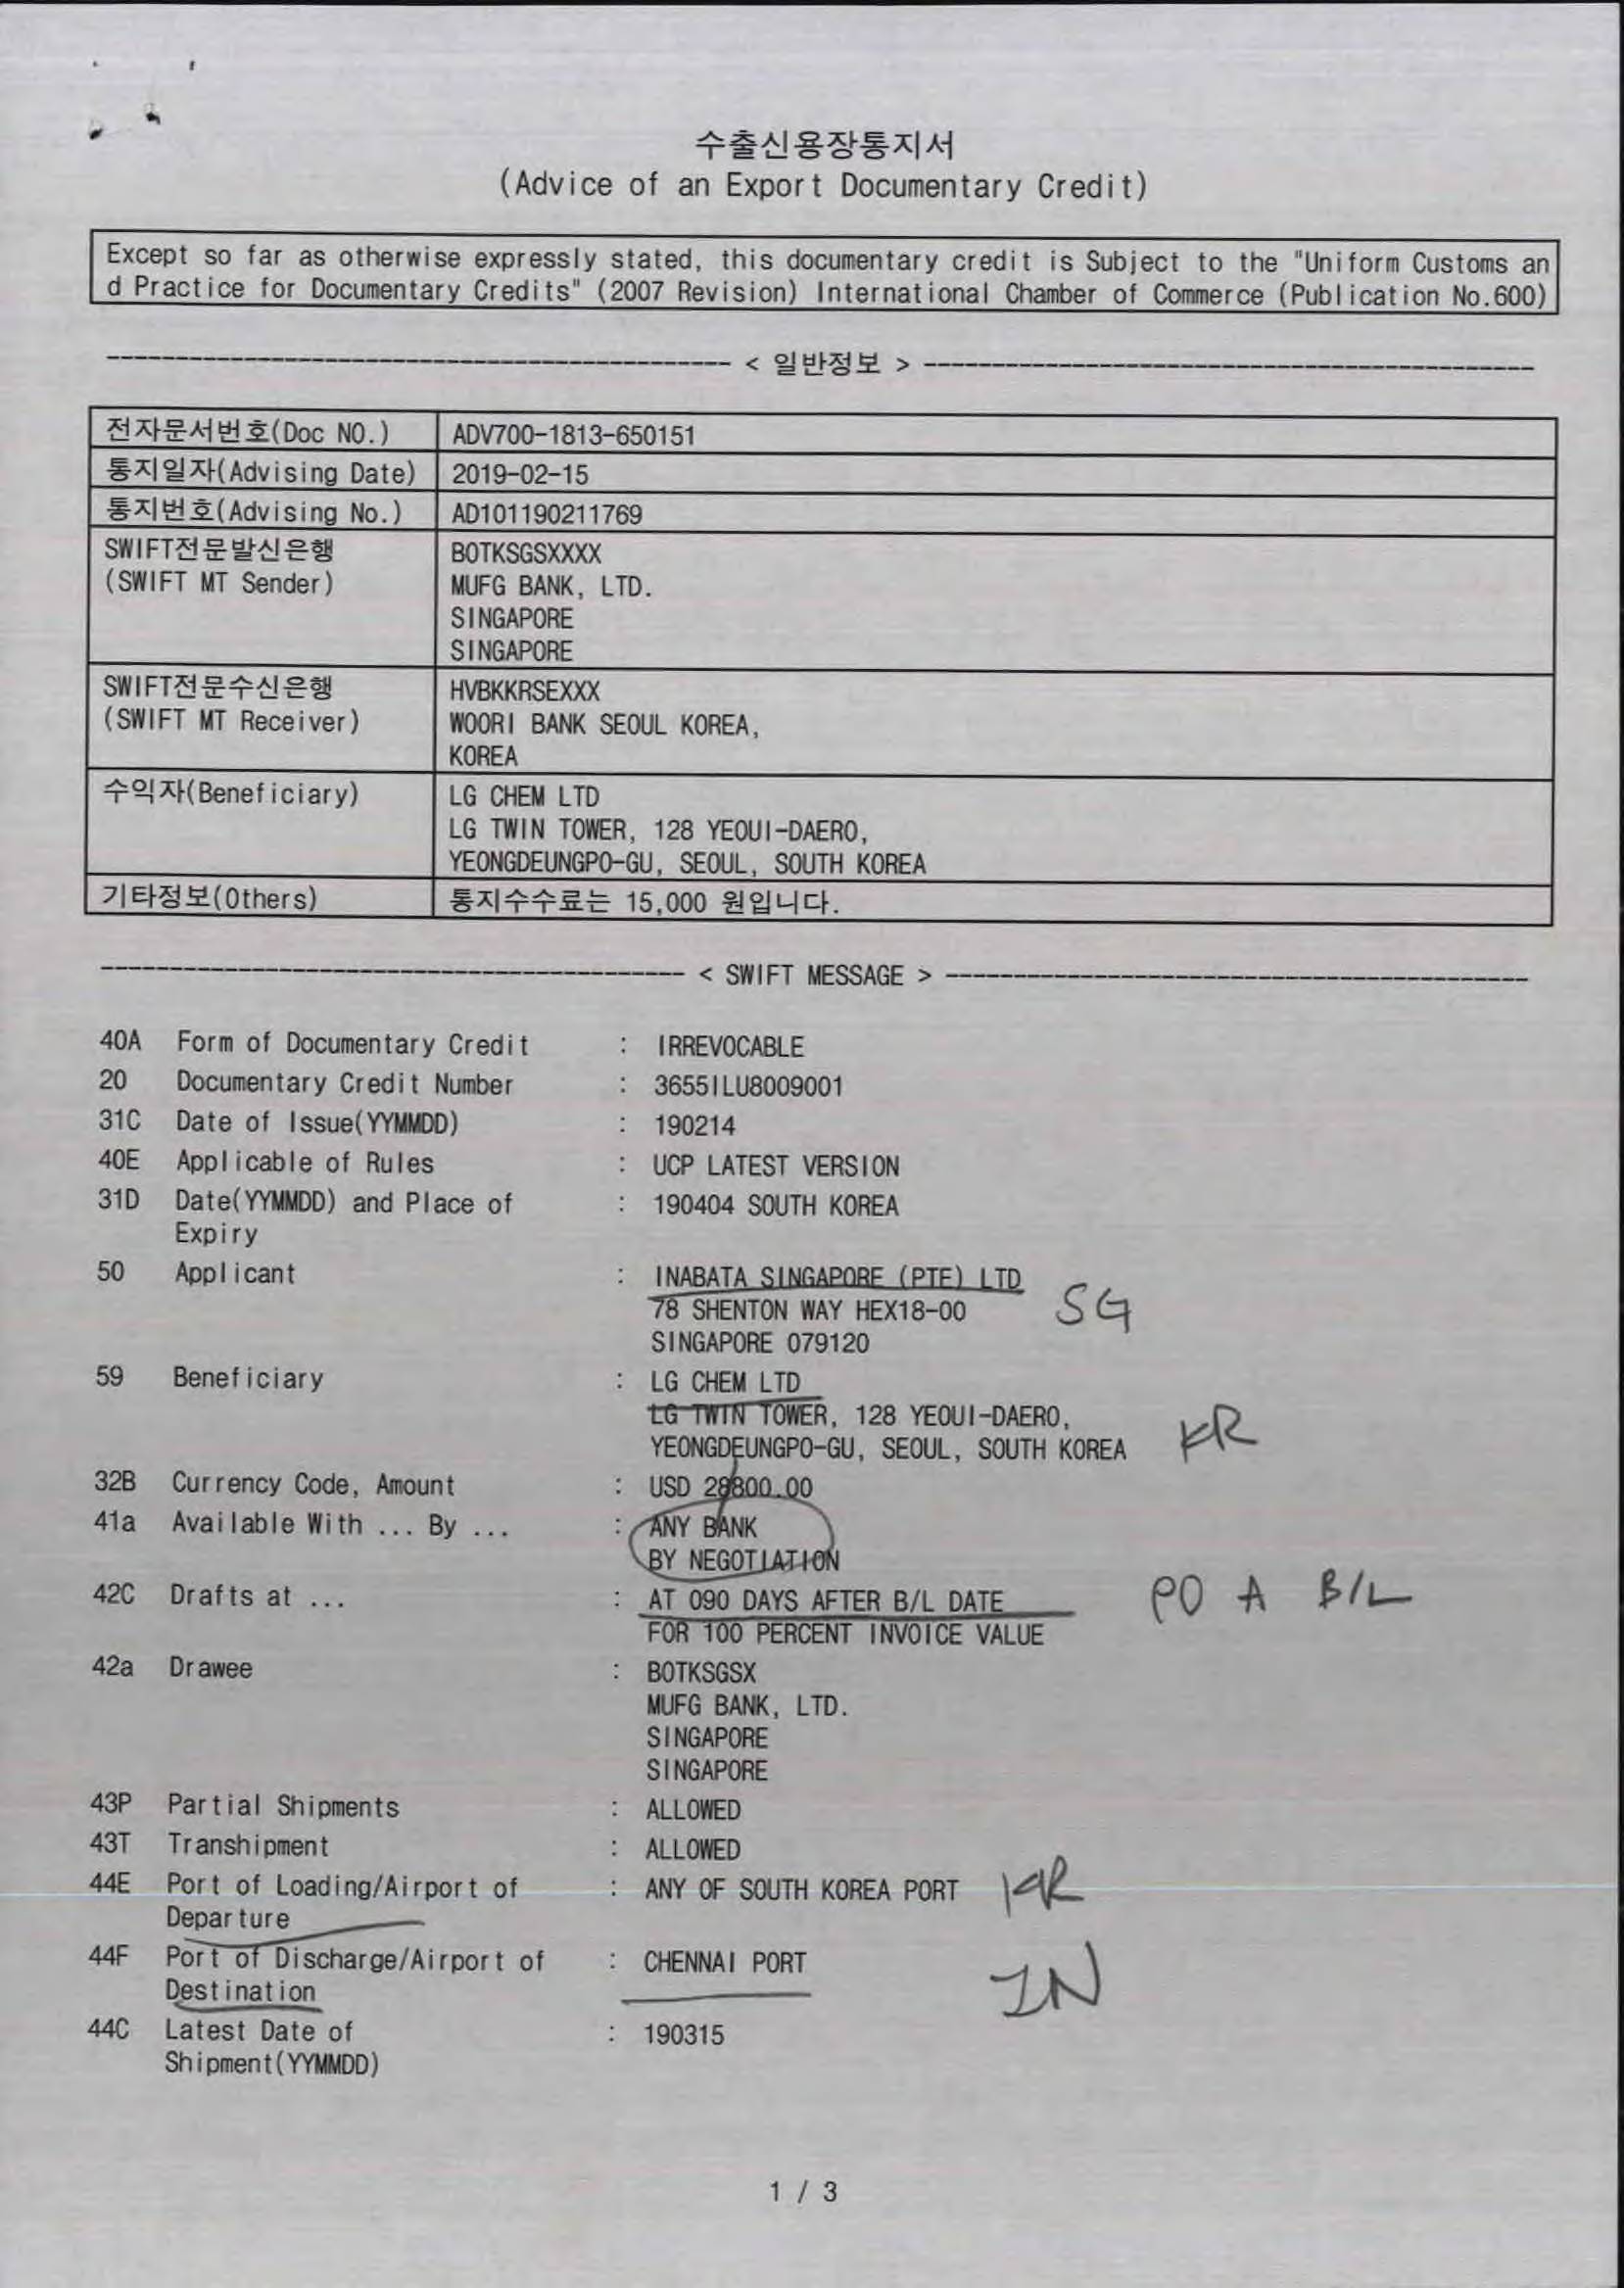 수출신용장통지서
(Advice of an Export Documentary Credit)
Except so far as otherwise expressly stated, this documentary credit is Subject to the "Uniform Customs an
d Practice for Documentary Credits" (2007 Revision) International Chamber of Commerce (Publication No.600)
< 일반정보 >
전자문서번호(Doc NO.) ADV700-1813-650151
통지일자(Advising Date) 2019-02-15
통지번호(Advising No.) AD101190211769
SWIFT전문발신은행 BOTKSGSXXXX
(SWIFT MT Sender) MUFG BANK, LTD.
SINGAPORE
SINGAPORE
SWIFT전문수신은행 HVBKKRSEXXX
(SWIFT MT Receiver) WOORI BANK SEOUL KOREA,
KOREA
수익자(Beneficiary) LG CHEM LTD
LG TWIN TOWER, 128 YEOUI-DAERO,
YEONGDEUNGPO-GU, SEOUL, SOUTH KOREA
기타정보(Others) 통지수수료는 15,000 원입니다.
< SWIFT MESSAGE >
40A Form of Documentary Credit : IRREVOCABLE
20 Documentary Credit Number : 3655ILU8009001
31C Date of Issue(YYMMDD) : 190214
40E Applicable of Rules : UCP LATEST VERSION
31D Date(YYMMDD) and Place of : 190404 SOUTH KOREA
Expiry
50 Applicant : INABATA SINGAPORE (PTE) LTD
78 SHENTON WAY HEX18-00 SG
SINGAPORE 079120
59 Beneficiary : LG CHEM LTD
LG TWIN TOWER, 128 YEOUI-DAERO,
YEONGDEUNGPO-GU, SEOUL, SOUTH KOREA KR
32B Currency Code, Amount : USD 28800.00
41a Available With ... By ... : ANY BANK
BY NEGOTIATION
42C Drafts at ... : AT 090 DAYS AFTER B/L DATE A B/L
FOR 100 PERCENT INVOICE VALUE
42a Drawee : BOTKSGSX
MUFG BANK, LTD.
SINGAPORE
SINGAPORE
43P Partial Shipments : ALLOWED
43T Transhipment : ALLOWED
44E Port of Loading/Airport of : ANY OF SOUTH KOREA PORT KR
Departure
44F Port of Discharge/Airport of : CHENNAI PORT IN
Destination
44C Latest Date of : 190315
Shipment(YYMMDD)
1 / 3